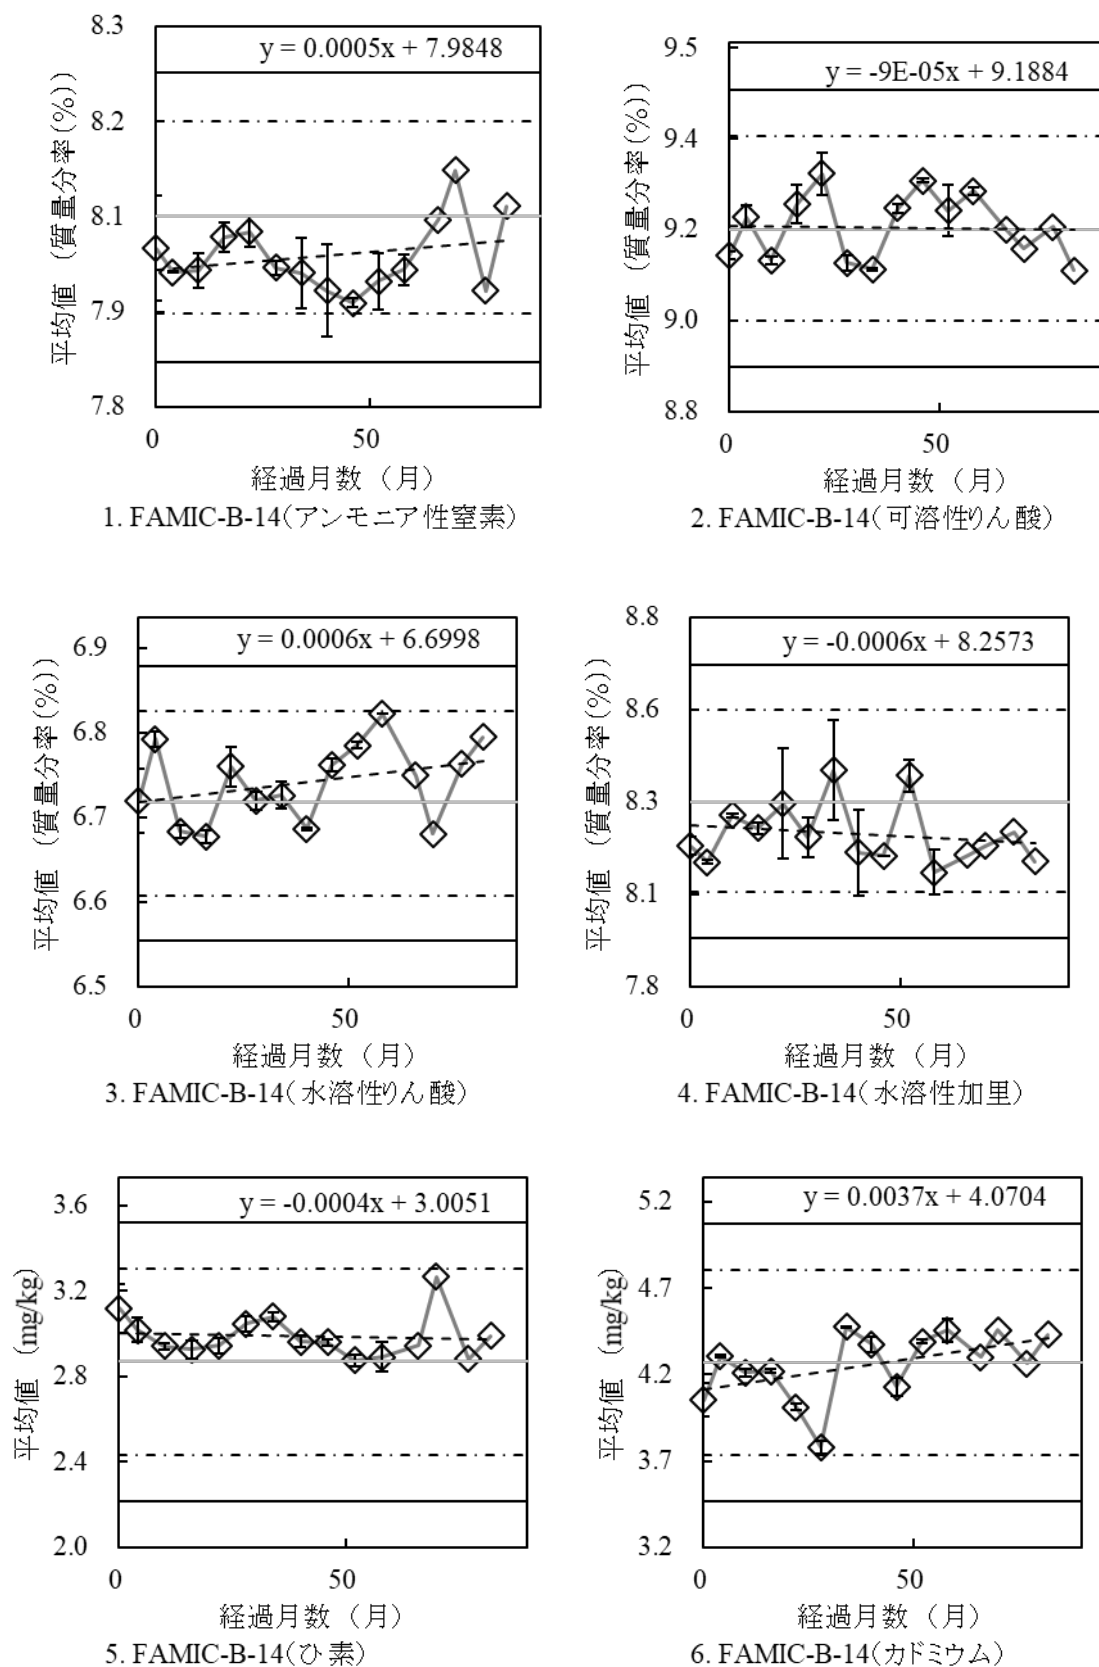 y = 0.0005x + 7.9848
平均値 (質量分率(%))
8.3
8.2
8.1
7.9
7.8
0
50
経過月数 (月)
1. FAMIC-B-14(アンモニア性窒素)
y = -9E-05x + 9.1884
平均値 (質量分率(%))
9.5
9.4
9.2
9.0
8.8
0
50
経過月数 (月)
2. FAMIC-B-14(可溶性りん酸)
y = 0.0006x + 6.6998
平均値 (質量分率(%))
6.9
6.8
6.7
6.6
6.5
0
50
経過月数 (月)
3. FAMIC-B-14(水溶性りん酸)
y = -0.0006x + 8.2573
平均値 (質量分率(%))
8.8
8.6
8.3
8.1
7.8
0
50
経過月数 (月)
4. FAMIC-B-14(水溶性加里)
y = -0.0004x + 3.0051
平均値 (mg/kg)
3.6
3.2
2.8
2.4
2.0
0
50
経過月数 (月)
5. FAMIC-B-14(ひ素)
y = 0.0037x + 4.0704
平均値 (mg/kg)
5.2
4.7
4.2
3.7
3.2
0
50
経過月数 (月)
6. FAMIC-B-14(カドミウム)